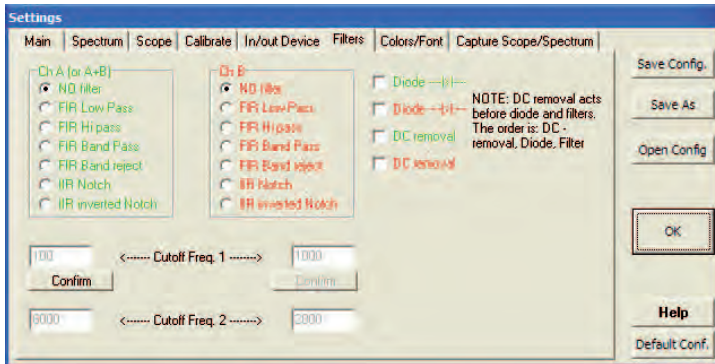 Settings
Main Spectrum Scope Calibrate In/out Device Filters Colors/Font Capture Scope/Spectrum
Ch A (or A+B)
NO filter
FIR Low Pass
FIR Hi pass
FIR Band Pass
FIR Band reject
IIR Notch
IIR inverted Notch
Ch B
NO filter
FIR Low Pass
FIR Hi pass
FIR Band Pass
FIR Band reject
IIR Notch
IIR inverted Notch
Diode ---|>|---
Diode ---|>|---
DC removal
DC removal
NOTE: DC removal acts
before diode and filters.
The order is: DC -
removal, Diode, Filter
100 <------ Cutoff Freq. 1 -------> 1000
Confirm Confirm
6000 <------ Cutoff Freq. 2 -------> 2000
Save Config.
Save As
Open Config
OK
Help
Default Conf.